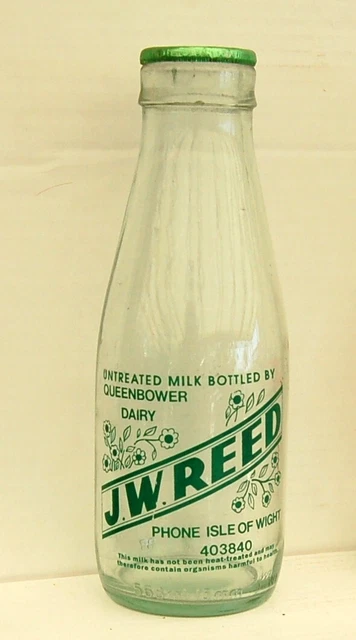 UNTREATED MILK BOTTLED BY
QUEENBOWER
DAIRY
J.W. REED
PHONE ISLE OF WIGHT
403840
This milk has not been heat-treated and may
therefore contain organisms harmful to health.